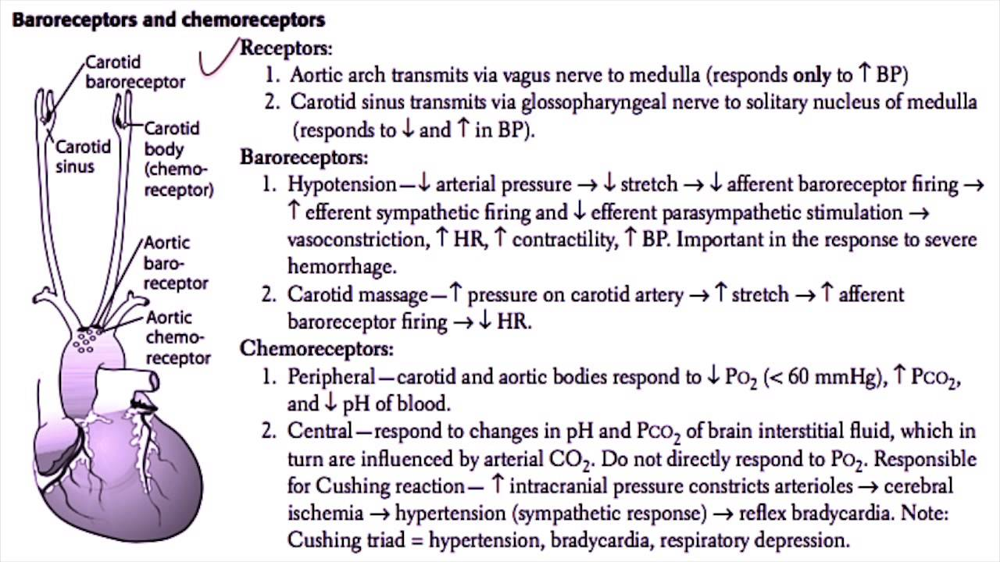 Baroreceptors and chemoreceptors
Carotid
baroreceptor
Carotid
body
(chemo-
receptor)
Carotid
sinus
Aortic
baro-
receptor
Aortic
chemo-
receptor
Receptors:
1. Aortic arch transmits via vagus nerve to medulla (responds only to ↑ BP)
2. Carotid sinus transmits via glossopharyngeal nerve to solitary nucleus of medulla
(responds to ↓ and ↑ in BP).
Baroreceptors:
1. Hypotension—↓ arterial pressure → ↓ stretch → ↓ afferent baroreceptor firing →
↑ efferent sympathetic firing and ↓ efferent parasympathetic stimulation →
vasoconstriction, ↑ HR, ↑ contractility, ↑ BP. Important in the response to severe
hemorrhage.
2. Carotid massage—↑ pressure on carotid artery → ↑ stretch → ↑ afferent
baroreceptor firing → ↓ HR.
Chemoreceptors:
1. Peripheral—carotid and aortic bodies respond to ↓ PO₂ (< 60 mmHg), ↑ PCO₂,
and ↓ pH of blood.
2. Central—respond to changes in pH and PCO₂ of brain interstitial fluid, which in
turn are influenced by arterial CO₂. Do not directly respond to PO₂. Responsible
for Cushing reaction— ↑ intracranial pressure constricts arterioles → cerebral
ischemia → hypertension (sympathetic response) → reflex bradycardia. Note:
Cushing triad = hypertension, bradycardia, respiratory depression.